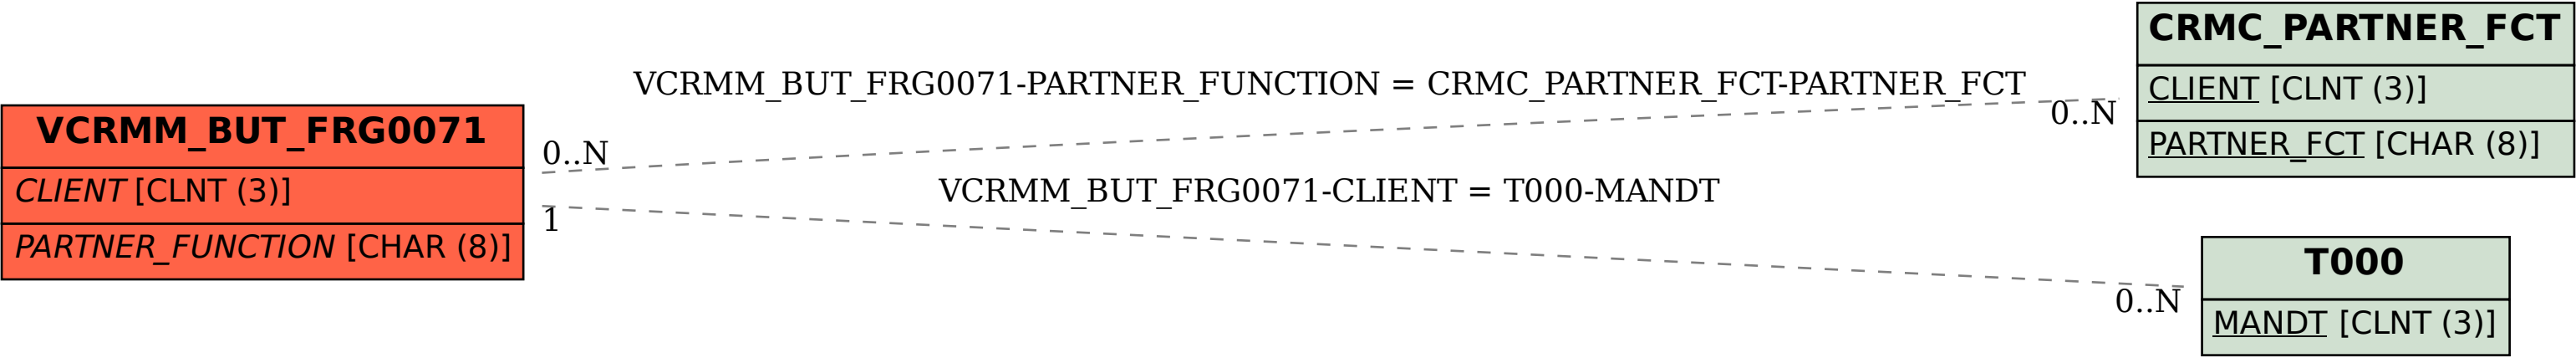 VCRMM_BUT_FRG0071
CLIENT [CLNT (3)]
PARTNER_FUNCTION [CHAR (8)]
VCRMM_BUT_FRG0071-PARTNER_FUNCTION = CRMC_PARTNER_FCT-PARTNER_FCT
0..N
0..N
VCRMM_BUT_FRG0071-CLIENT = T000-MANDT
1
0..N
CRMC_PARTNER_FCT
CLIENT [CLNT (3)]
PARTNER_FCT [CHAR (8)]
T000
MANDT [CLNT (3)]